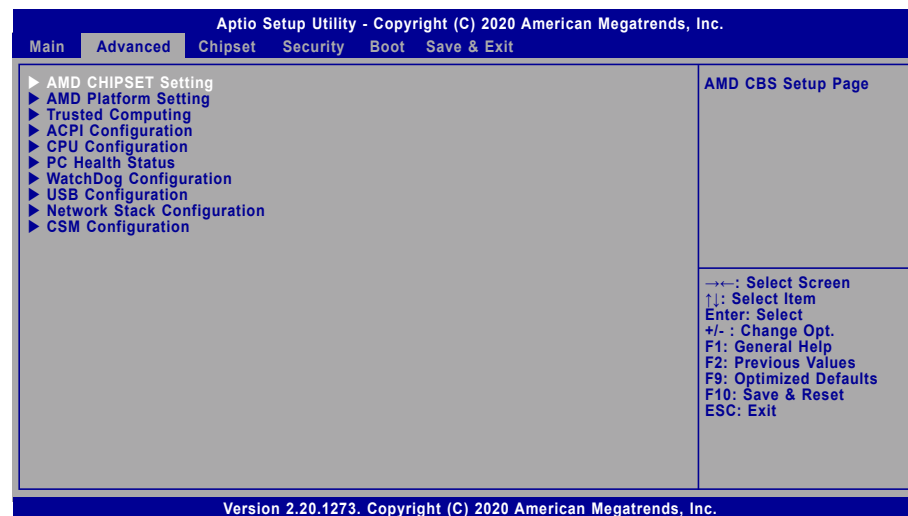 Aptio Setup Utility - Copyright (C) 2020 American Megatrends, Inc.
Main Advanced Chipset Security Boot Save & Exit
▶ AMD CHIPSET Setting
▶ AMD Platform Setting
▶ Trusted Computing
▶ ACPI Configuration
▶ CPU Configuration
▶ PC Health Status
▶ WatchDog Configuration
▶ USB Configuration
▶ Network Stack Configuration
▶ CSM Configuration
AMD CBS Setup Page
→←: Select Screen
↑↓: Select Item
Enter: Select
+/- : Change Opt.
F1: General Help
F2: Previous Values
F9: Optimized Defaults
F10: Save & Reset
ESC: Exit
Version 2.20.1273. Copyright (C) 2020 American Megatrends, Inc.